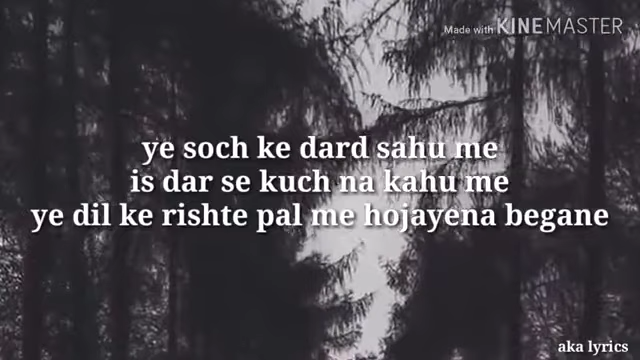 Made with KINEMASTER
ye soch ke dard sahu me
is dar se kuch na kahu me
ye dil ke rishte pal me hojayena begane
aka lyrics